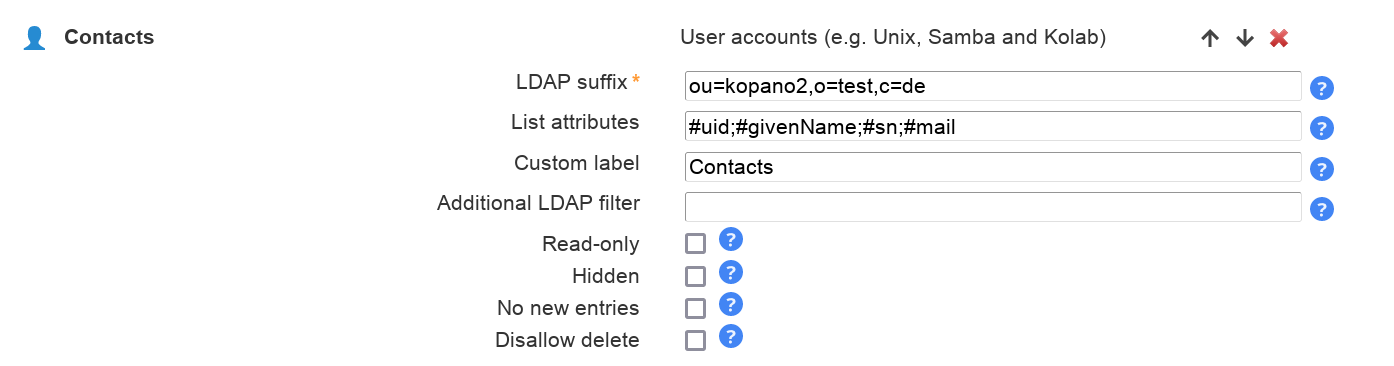 Contacts User accounts (e.g. Unix, Samba and Kolab)
LDAP suffix* ou=kopano2,o=test,c=de ?
List attributes #uid;#givenName;#sn;#mail ?
Custom label Contacts ?
Additional LDAP filter ?
Read-only ?
Hidden ?
No new entries ?
Disallow delete ?